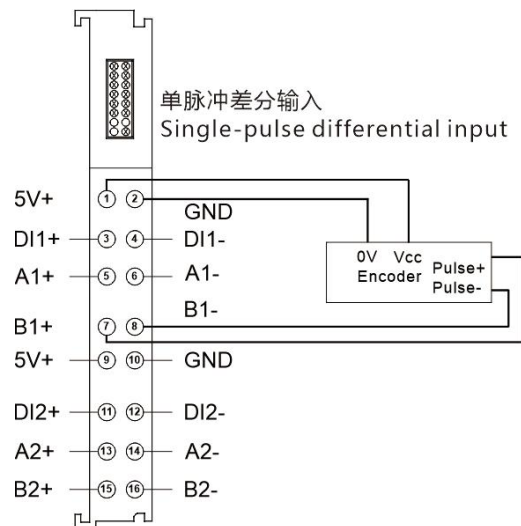 单脉冲差分输入
Single-pulse differential input
5V+ 1 2 GND
DI1+ 3 4 DI1-
A1+ 5 6 A1-
B1+ 7 8 B1-
5V+ 9 10 GND
DI2+ 11 12 DI2-
A2+ 13 14 A2-
B2+ 15 16 B2-
0V Vcc
Encoder
Pulse+
Pulse-